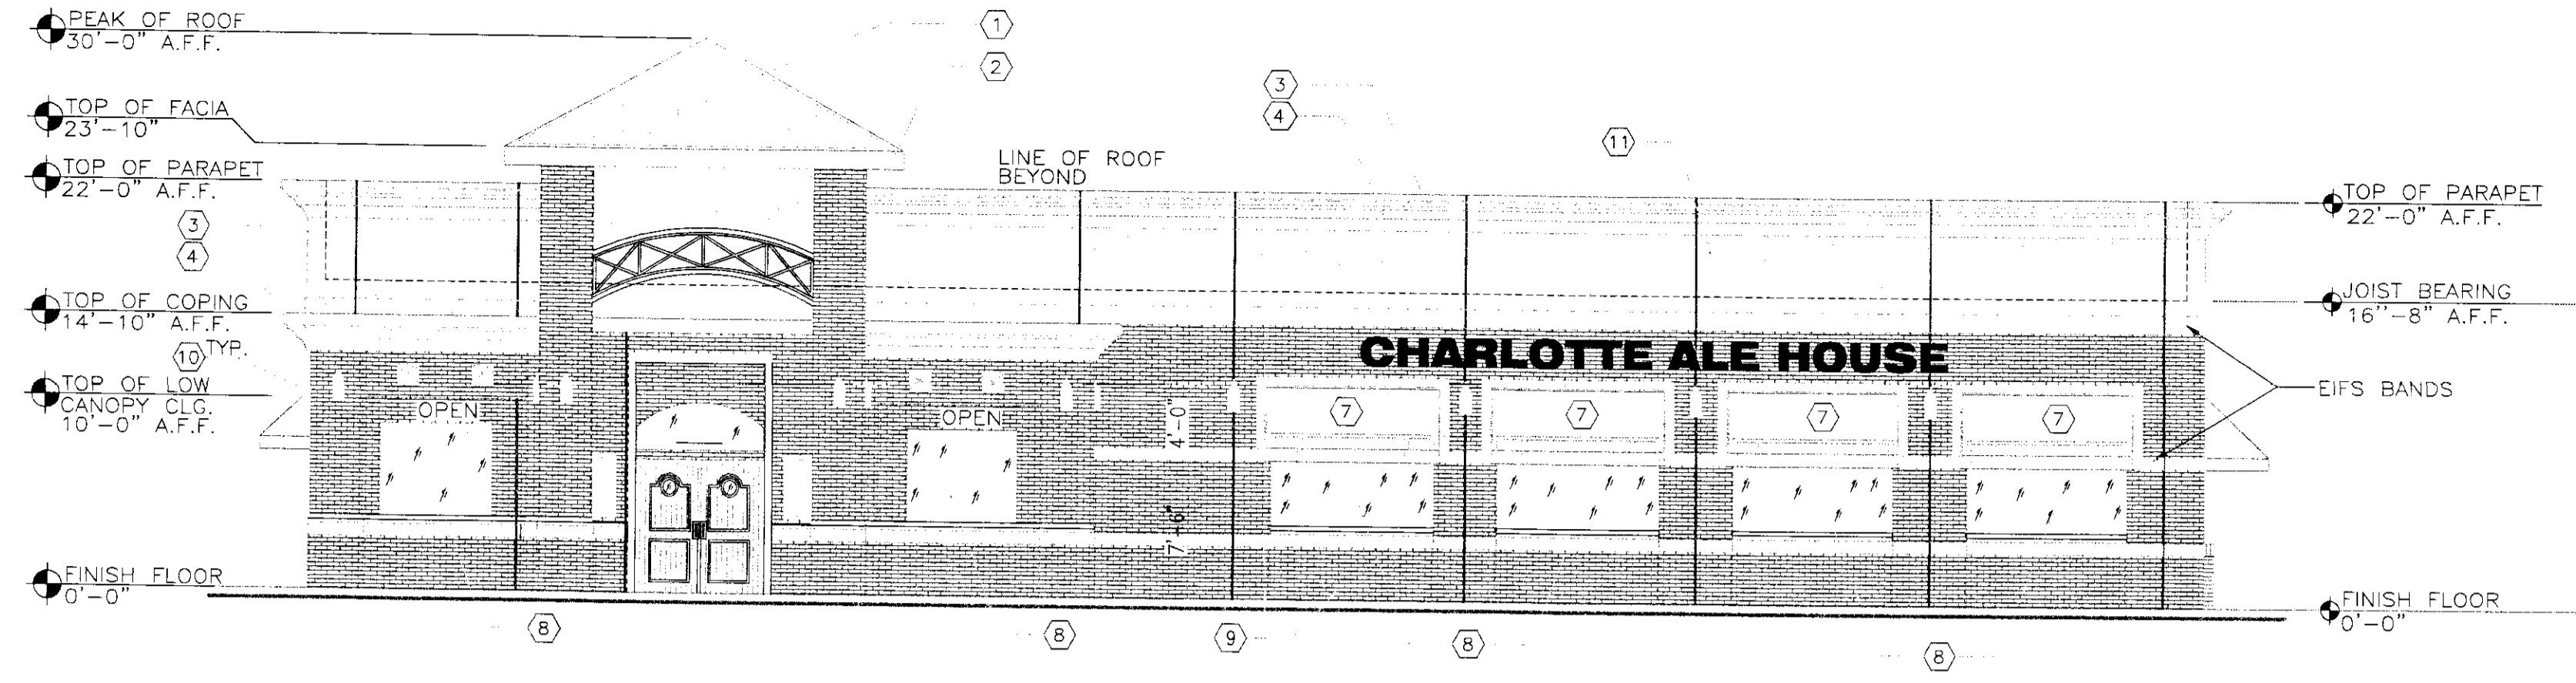 PEAK OF ROOF
30'-0" A.F.F.
TOP OF FACIA
23'-10"
TOP OF PARAPET
22'-0" A.F.F.
3
4
TOP OF COPING
14'-10" A.F.F.
10 TYP.
TOP OF LOW
CANOPY CLG.
10'-0" A.F.F.
FINISH FLOOR
0'-0"
1
2
LINE OF ROOF
BEYOND
3
4
11
CHARLOTTE ALE HOUSE
OPEN
OPEN
4'-0"
7'-6"
7
7
7
7
8
8
9
8
8
TOP OF PARAPET
22'-0" A.F.F.
JOIST BEARING
16''-8" A.F.F.
EIFS BANDS
FINISH FLOOR
0'-0"